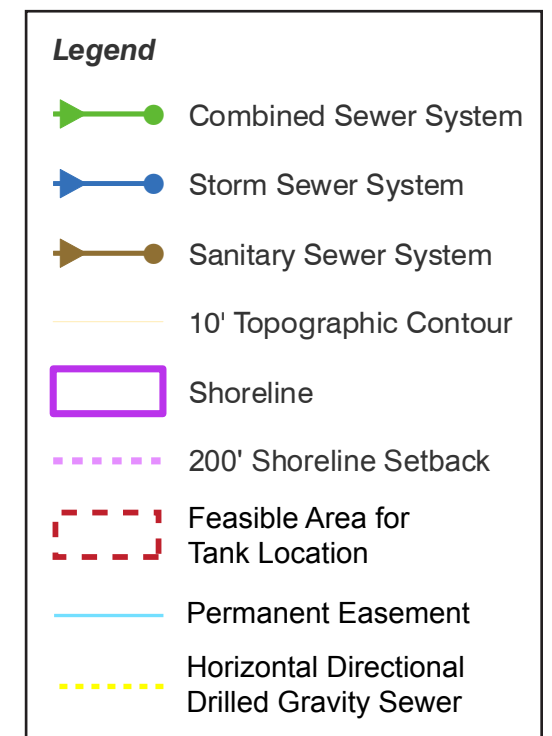 Legend
Combined Sewer System
Storm Sewer System
Sanitary Sewer System
10' Topographic Contour
Shoreline
200' Shoreline Setback
Feasible Area for
Tank Location
Permanent Easement
Horizontal Directional
Drilled Gravity Sewer